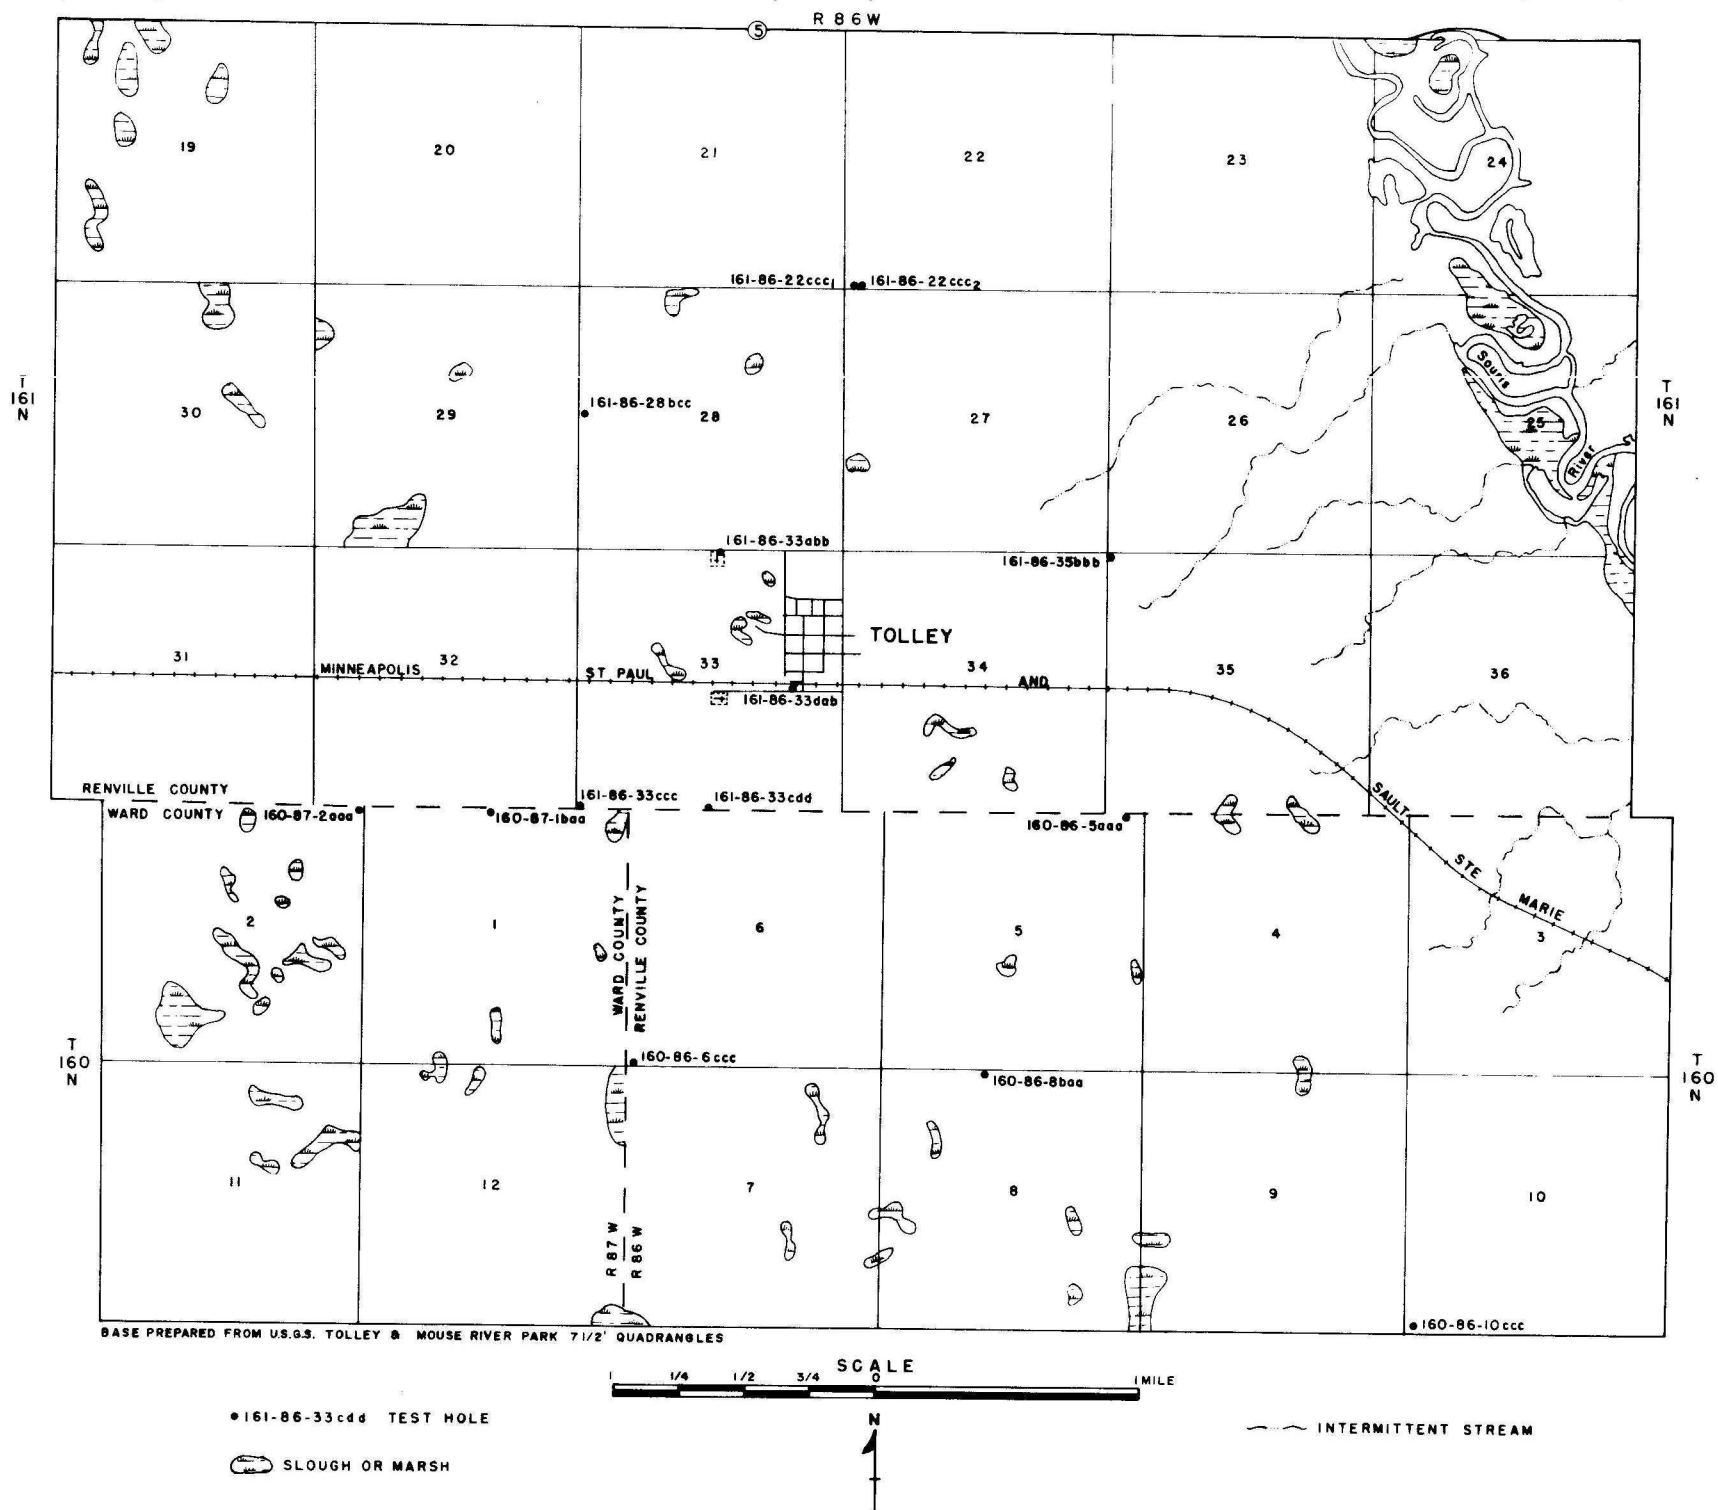 R 86 W
5
19
20
21
22
23
24
161-86-22ccc1
161-86-22ccc2
T
161
N
30
29
161-86-28bcc
28
27
26
Souris
25
River
T
161
N
161-86-33abb
161-86-35bbb
TOLLEY
31
32
33
34
35
36
MINNEAPOLIS
ST PAUL
AND
161-86-33dab
RENVILLE COUNTY
WARD COUNTY
160-87-2aaa
160-87-1baa
161-86-33ccc
161-86-33cdd
160-86-5aaa
SAULT
STE
MARIE
2
1
WARD COUNTY
RENVILLE COUNTY
6
5
4
3
T
160
N
160-86-6ccc
160-86-8baa
T
160
N
11
12
7
8
9
10
R 87 W
R 86 W
160-86-10ccc
BASE PREPARED FROM U.S.G.S. TOLLEY & MOUSE RIVER PARK 7 1/2' QUADRANGLES
SCALE
1 1/4 1/2 3/4 0 1 MILE
161-86-33cdd TEST HOLE
N
INTERMITTENT STREAM
SLOUGH OR MARSH